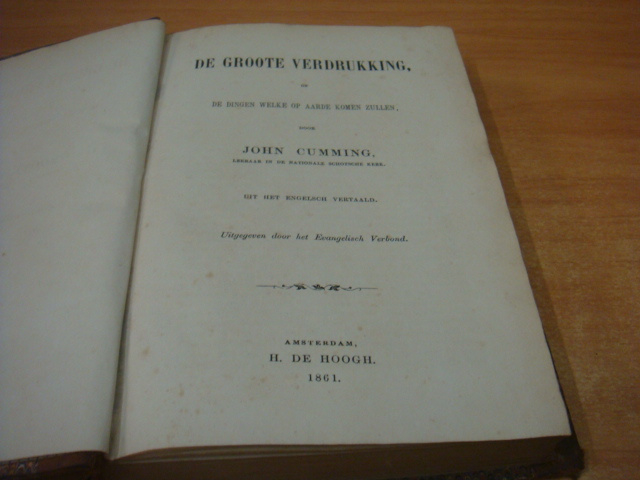 DE GROOTE VERDRUKKING,
OF
DE DINGEN WELKE OP AARDE KOMEN ZULLEN,
DOOR
JOHN CUMMING,
LEERAAR IN DE NATIONALE SCHOTSCHE KERK.
UIT HET ENGELSCH VERTAALD.
Uitgegeven door het Evangelisch Verbond.
AMSTERDAM,
H. DE HOOGH.
1861.